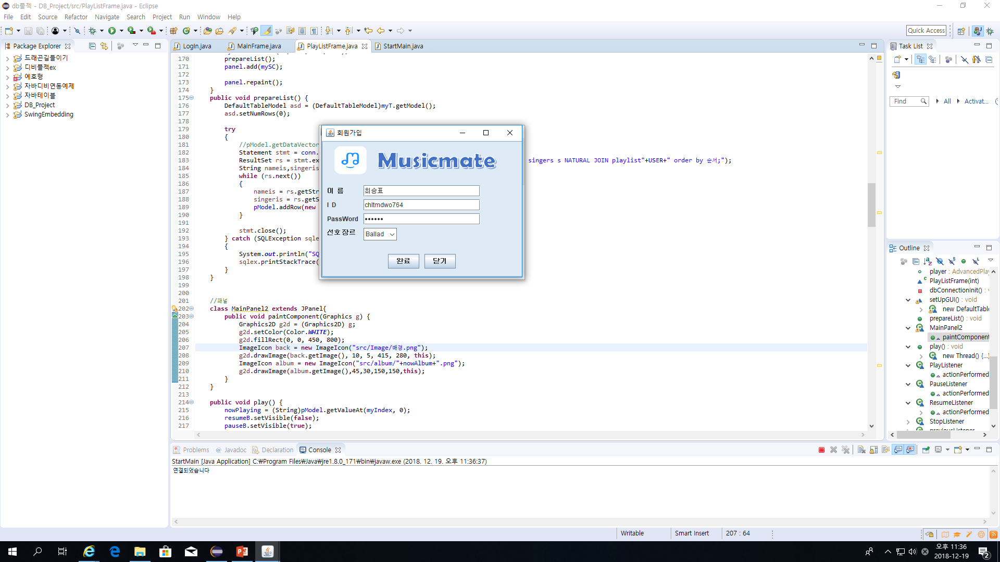 db플젝 - DB_Project/src/PlayListFrame.java - Eclipse
File Edit Source Refactor Navigate Search Project Run Window Help
Quick Access
Package Explorer
드래곤길들이기
디비플젝ex
예호형
자바디비연동예제
자바테이블
DB_Project
SwingEmbedding
LogIn.java MainFrame.java PlayListFrame.java StartMain.java
170 prepareList();
171 panel.add(mySC);
172
173 panel.repaint();
174 }
175 public void prepareList() {
176 DefaultTableModel asd = (DefaultTableModel)myT.getModel();
177 asd.setNumRows(0);
178
179 try
180 {
181 //pModel.getDataVector
182 Statement stmt = conn.
183 ResultSet rs = stmt.ex singers s NATURAL JOIN playlist"+USER+" order by 순서;");
184 String nameis,singeris
185 while (rs.next())
186 {
187 nameis = rs.getStr
188 singeris = rs.getS
189 pModel.addRow(new
190 }
191
192 stmt.close();
193 } catch (SQLException sqle
194 {
195 System.out.println("SQ
196 sqlex.printStackTrace(
197 }
198 }
199
200
201 //패널
202 class MainPanel2 extends JPanel{
203 public void paintComponent(Graphics g) {
204 Graphics2D g2d = (Graphics2D) g;
205 g2d.setColor(Color.WHITE);
206 g2d.fillRect(0, 0, 450, 800);
207 ImageIcon back = new ImageIcon("src/Image/배경.png");
208 g2d.drawImage(back.getImage(), 10, 5, 415, 280, this);
209 ImageIcon album = new ImageIcon("src/album/"+nowAlbum+".png");
210 g2d.drawImage(album.getImage(),45,30,150,150,this);
211 }
212 }
213
214 public void play() {
215 nowPlaying = (String)pModel.getValueAt(myIndex, 0);
216 resumeB.setVisible(false);
217 pauseB.setVisible(true);
회원가입
Musicmate
이 름 최승표
I D chltmdwo764
PassWord ••••••
선호장르 Ballad
완료 닫기
Task List
Find All Activat...
Outline
player : AdvancedPlay
PlayListFrame(int)
dbConnectionInit() :
setUpGUI() : void
new DefaultTable
prepareList() : void
MainPanel2
paintComponent
play() : void
new Thread() {...}
PlayListener
actionPerformed
PauseListener
actionPerformed
ResumeListener
actionPerformed
StopListener
previousListener
Problems Javadoc Declaration Console
StartMain [Java Application] C:₩Program Files₩Java₩jre1.8.0_171₩bin₩javaw.exe (2018. 12. 19. 오후 11:36:37)
연결되었습니다
Writable Smart Insert 207 : 64
오후 11:36
2018-12-19
2